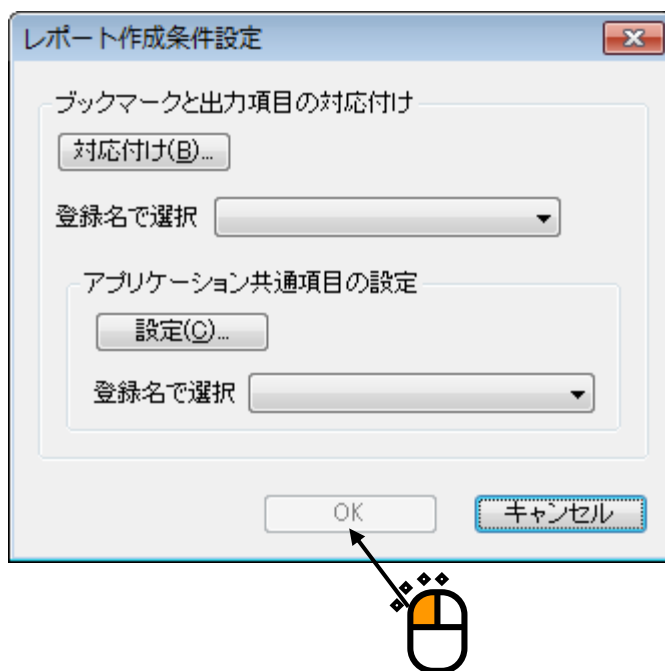 レポート作成条件設定
ブックマークと出力項目の対応付け
対応付け(B)...
登録名で選択
アプリケーション共通項目の設定
設定(C)...
登録名で選択
OK
キャンセル